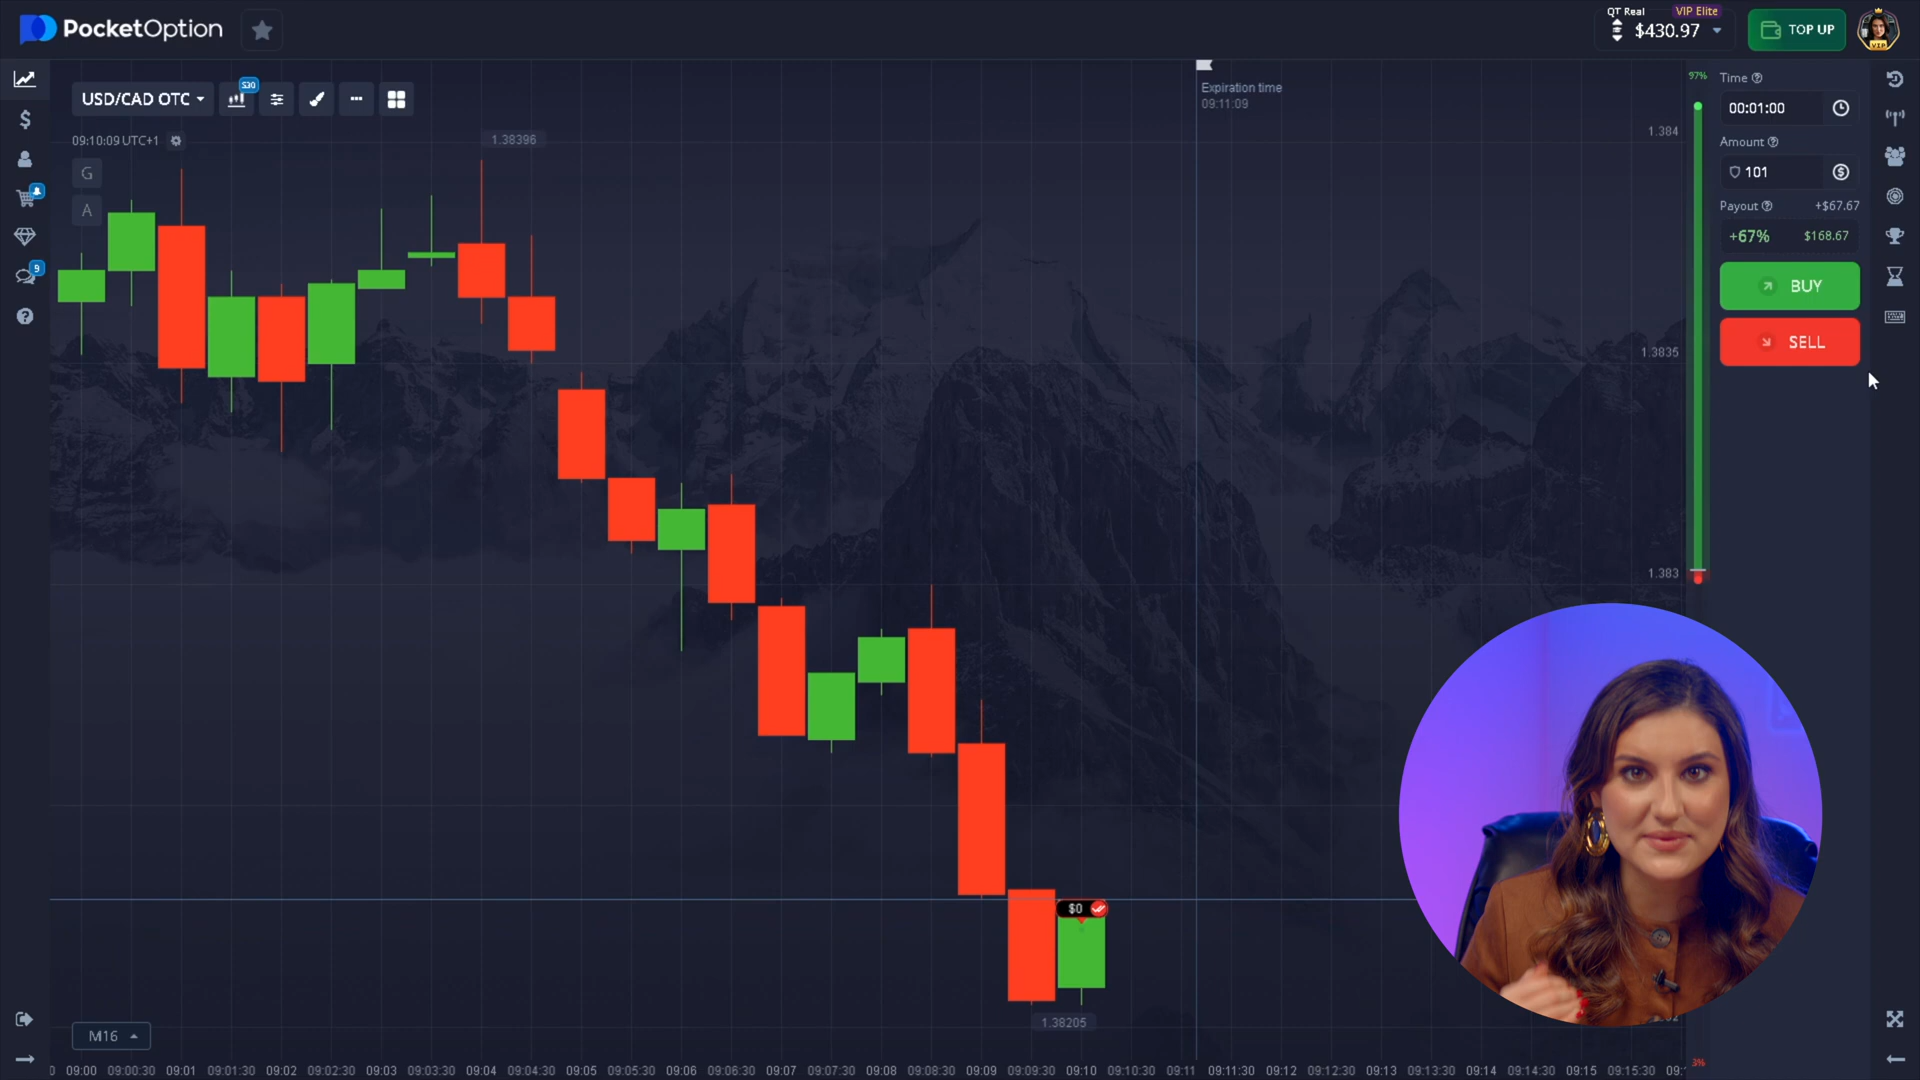 PocketOption
QT Real
VIP Elite
$430.97
TOP UP
VIP
USD/CAD OTC
S30
09:10:09 UTC+1
G
A
9
1.38396
Expiration time
09:11:09
97%
1.384
1.3835
1.383
Time
00:01:00
Amount
101
Payout
+$67.67
+67%
$168.67
BUY
SELL
$0
1.38205
M16
3%
09:00 09:00:30 09:01 09:01:30 09:02 09:02:30 09:03 09:03:30 09:04 09:04:30 09:05 09:05:30 09:06 09:06:30 09:07 09:07:30 09:08 09:08:30 09:09 09:09:30 09:10 09:10:30 09:11 09:11:30 09:12 09:12:30 09:13 09:13:30 09:14 09:14:30 09:15 09:15:30